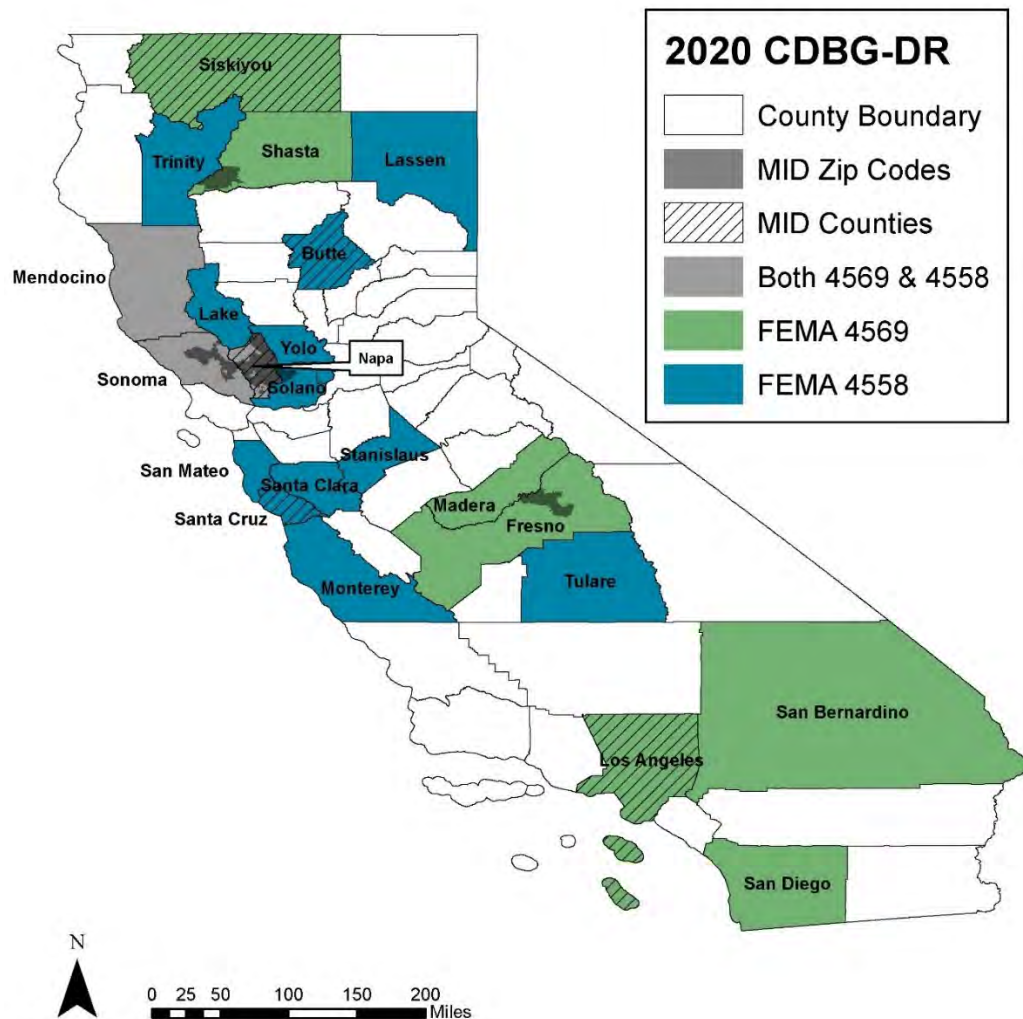 2020 CDBG-DR
County Boundary
MID Zip Codes
MID Counties
Both 4569 & 4558
FEMA 4569
FEMA 4558
Siskiyou
Trinity
Shasta
Lassen
Butte
Mendocino
Lake
Yolo
Napa
Sonoma
Solano
Stanislaus
San Mateo
Santa Clara
Santa Cruz
Madera
Fresno
Monterey
Tulare
San Bernardino
Los Angeles
San Diego
N
0 25 50 100 150 200
Miles